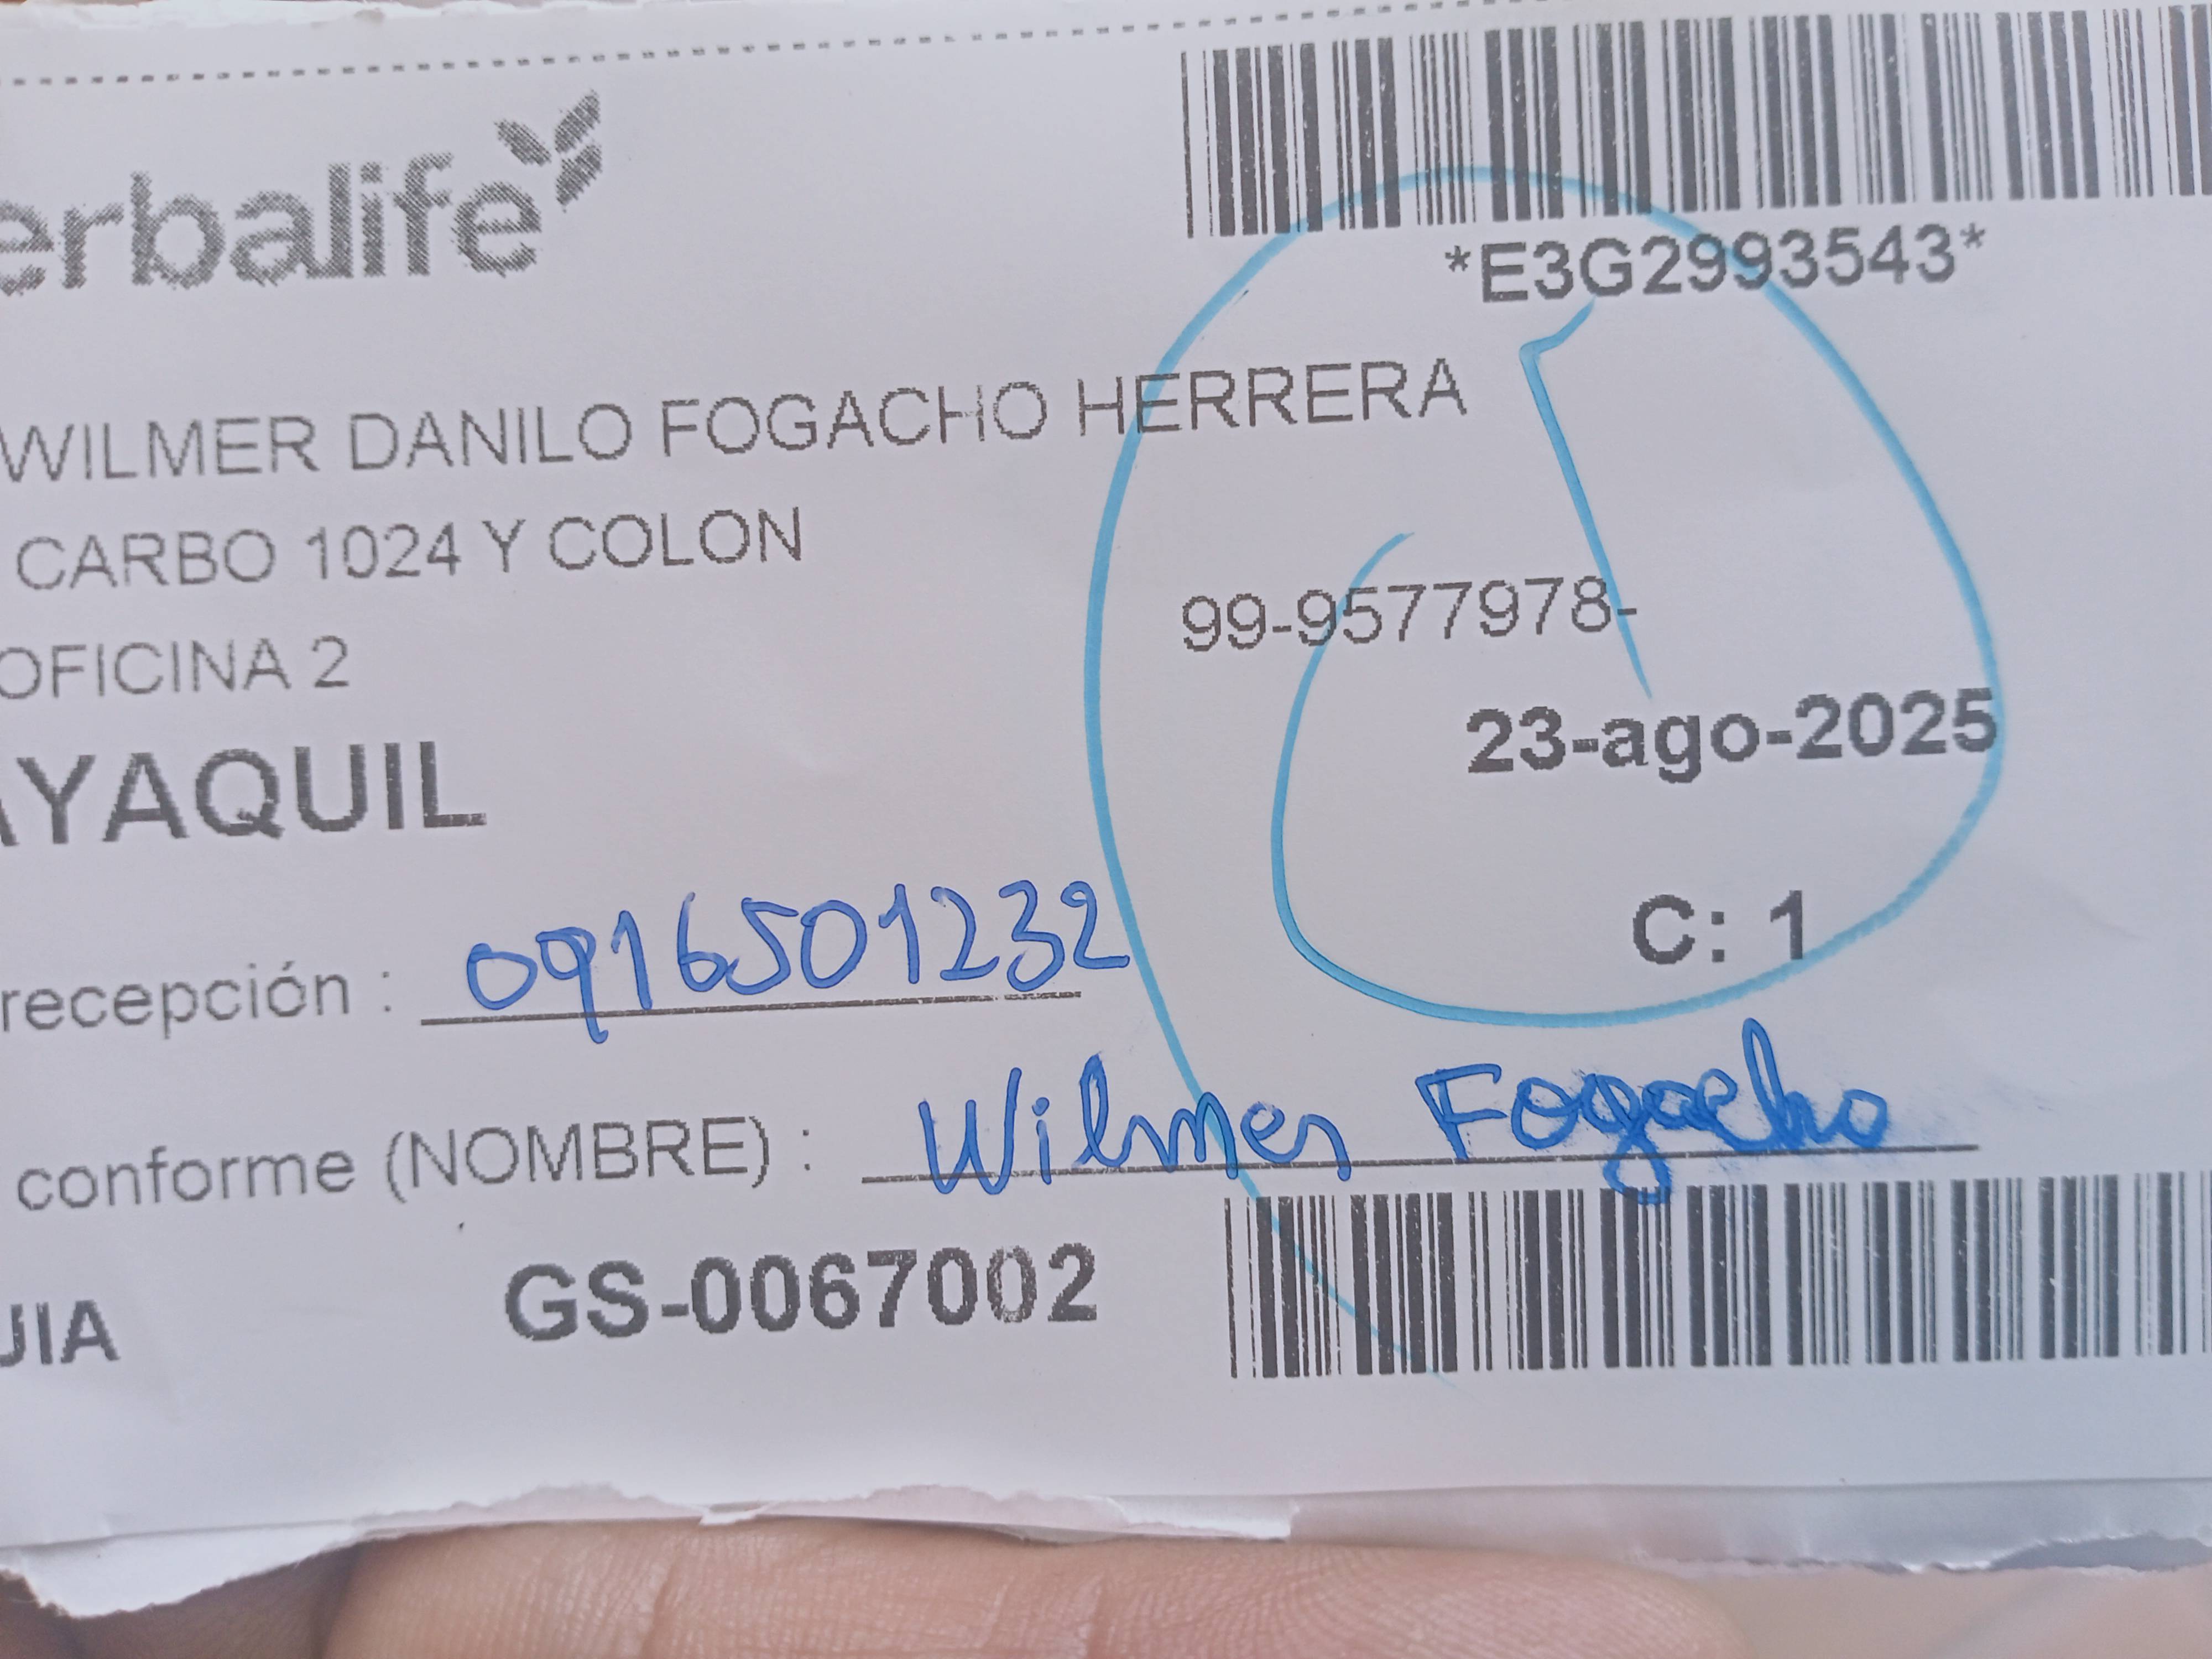 erbalife
*E3G2993543*
WILMER DANILO FOGACHO HERRERA
CARBO 1024 Y COLON
99-9577978-
OFICINA 2
23-ago-2025
AYAQUIL
C: 1
recepción : 0916501232
conforme (NOMBRE) : Wilmer Fogacho
UIA GS-0067002